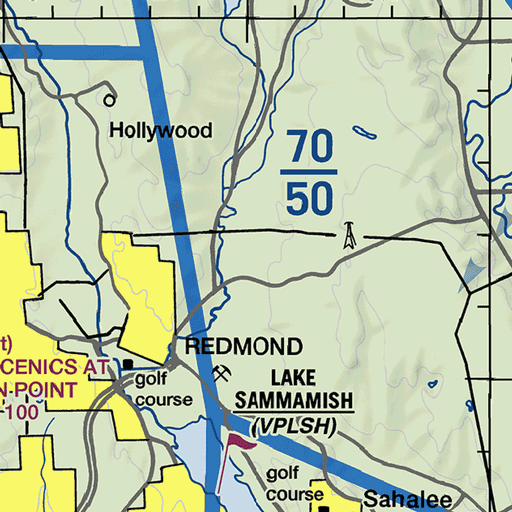 Hollywood
70
50
REDMOND
t)
CENICS AT
N POINT
-100
golf
course
LAKE
SAMMAMISH
(VPLSH)
golf
course
Sahalee